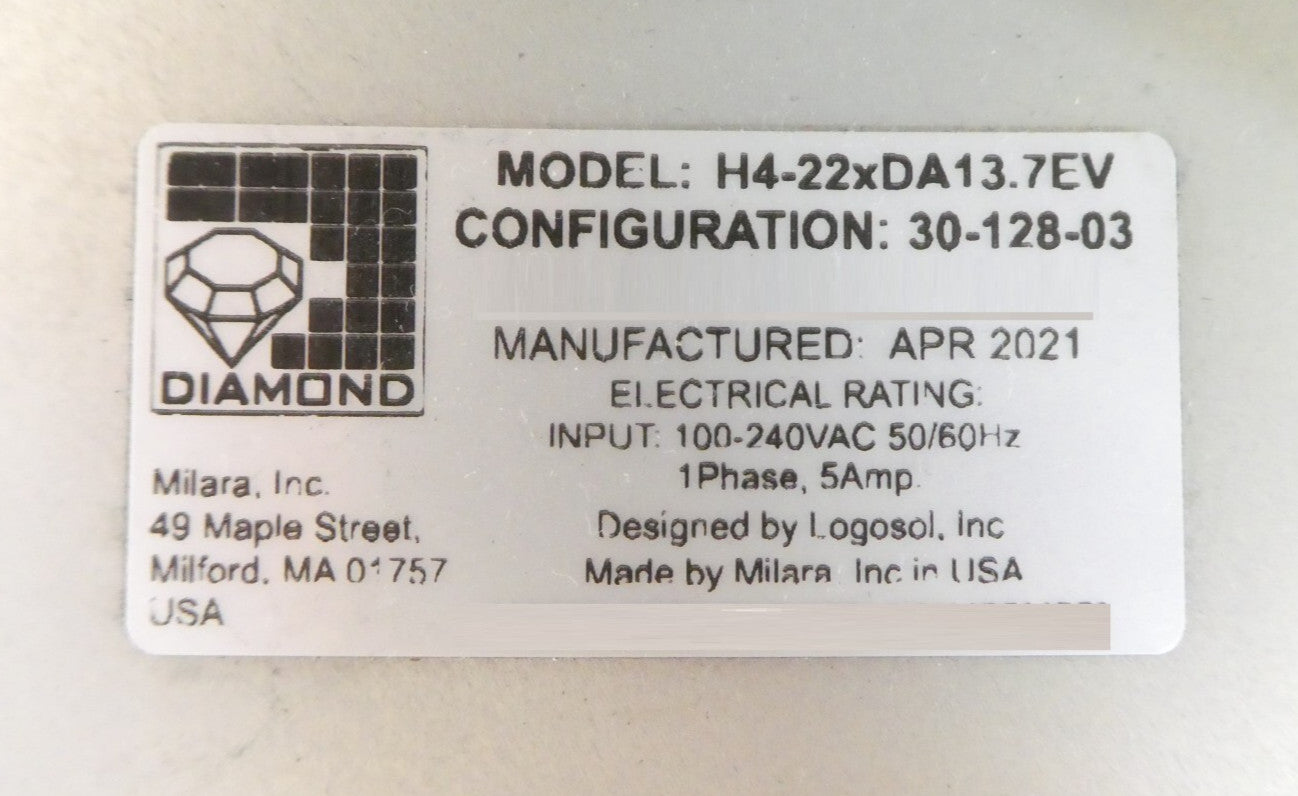 DIAMOND
Milara, Inc.
49 Maple Street,
Milford, MA 01757
USA
MODEL: H4-22xDA13.7EV
CONFIGURATION: 30-128-03
MANUFACTURED: APR 2021
ELECTRICAL RATING:
INPUT: 100-240VAC 50/60Hz
1Phase, 5Amp.
Designed by Logosol, Inc
Made by Milara Inc in USA